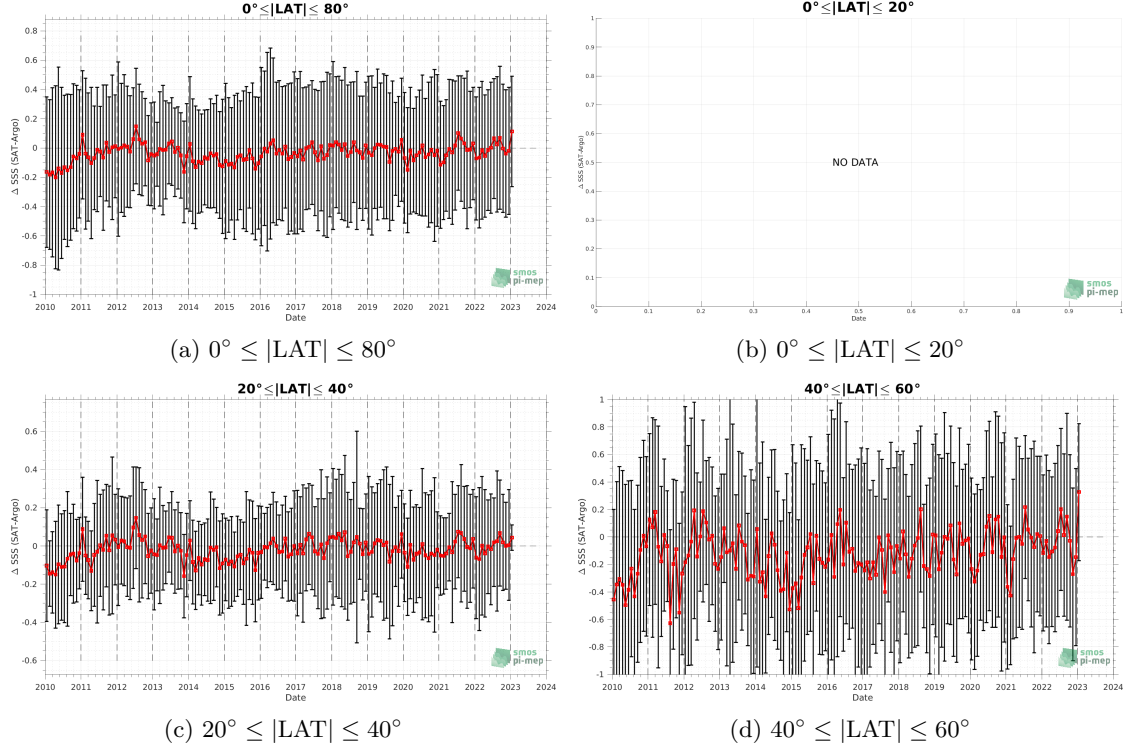 0°≤|LAT|≤ 80°
Δ SSS (SAT-Argo)
0.8
0.6
0.4
0.2
0
-0.2
-0.4
-0.6
-0.8
-1
2010 2011 2012 2013 2014 2015 2016 2017 2018 2019 2020 2021 2022 2023 2024
Date
smos
pi-mep
(a) 0° ≤ |LAT| ≤ 80°
0°≤|LAT|≤ 20°
Δ SSS (SAT-Argo)
1
0.9
0.8
0.7
0.6
0.5
0.4
0.3
0.2
0.1
0
NO DATA
0 0.1 0.2 0.3 0.4 0.5 0.6 0.7 0.8 0.9 1
Date
smos
pi-mep
(b) 0° ≤ |LAT| ≤ 20°
20°≤|LAT|≤ 40°
Δ SSS (SAT-Argo)
0.6
0.4
0.2
0
-0.2
-0.4
-0.6
2010 2011 2012 2013 2014 2015 2016 2017 2018 2019 2020 2021 2022 2023 2024
Date
smos
pi-mep
(c) 20° ≤ |LAT| ≤ 40°
40°≤|LAT|≤ 60°
Δ SSS (SAT-Argo)
1
0.8
0.6
0.4
0.2
0
-0.2
-0.4
-0.6
-0.8
-1
2010 2011 2012 2013 2014 2015 2016 2017 2018 2019 2020 2021 2022 2023 2024
Date
smos
pi-mep
(d) 40° ≤ |LAT| ≤ 60°